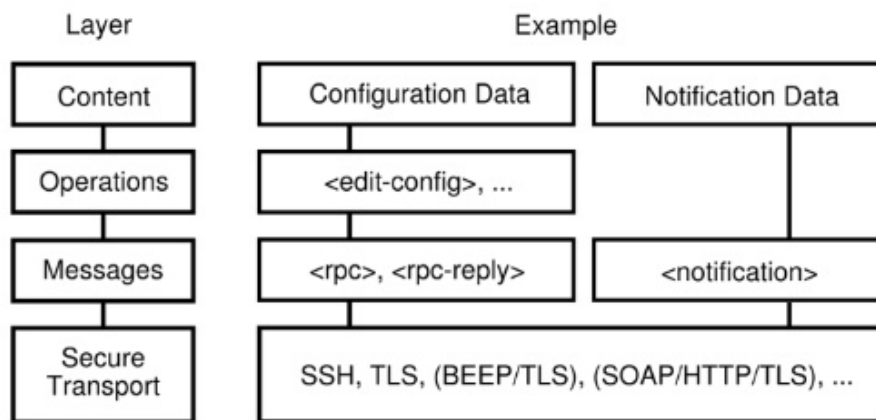 Layer Example
Content Configuration Data Notification Data
Operations <edit-config>, ...
Messages <rpc>, <rpc-reply> <notification>
Secure
Transport SSH, TLS, (BEEP/TLS), (SOAP/HTTP/TLS), ...